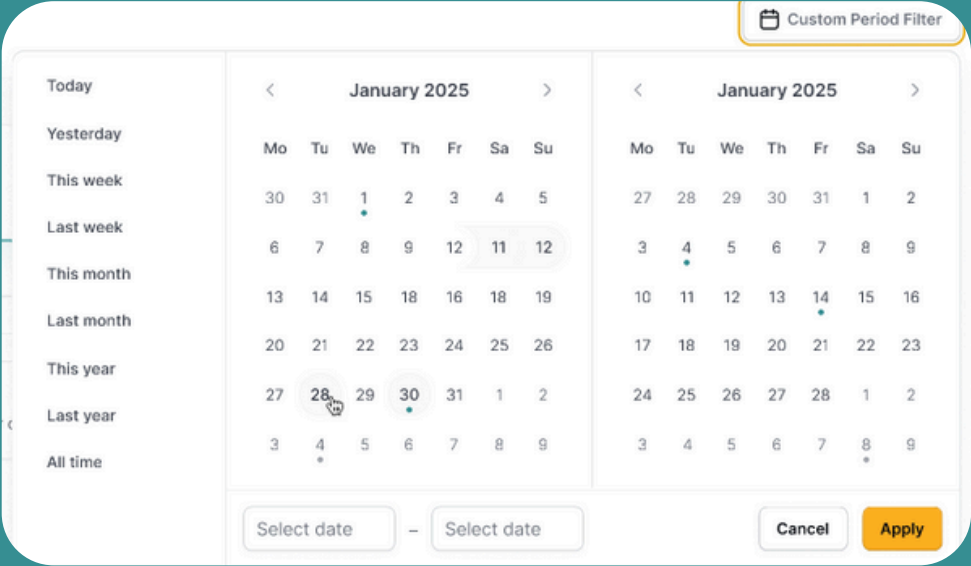 Custom Period Filter
Today
Yesterday
This week
Last week
This month
Last month
This year
Last year
All time
January 2025
Mo Tu We Th Fr Sa Su
30 31 1 2 3 4 5
6 7 8 9 12 11 12
13 14 15 18 16 18 19
20 21 22 23 24 25 26
27 28 29 30 31 1 2
3 4 5 6 7 8 9
January 2025
Mo Tu We Th Fr Sa Su
27 28 29 30 31 1 2
3 4 5 6 7 8 9
10 11 12 13 14 15 16
17 18 19 20 21 22 23
24 25 26 27 28 1 2
3 4 5 6 7 8 9
Select date – Select date
Cancel
Apply